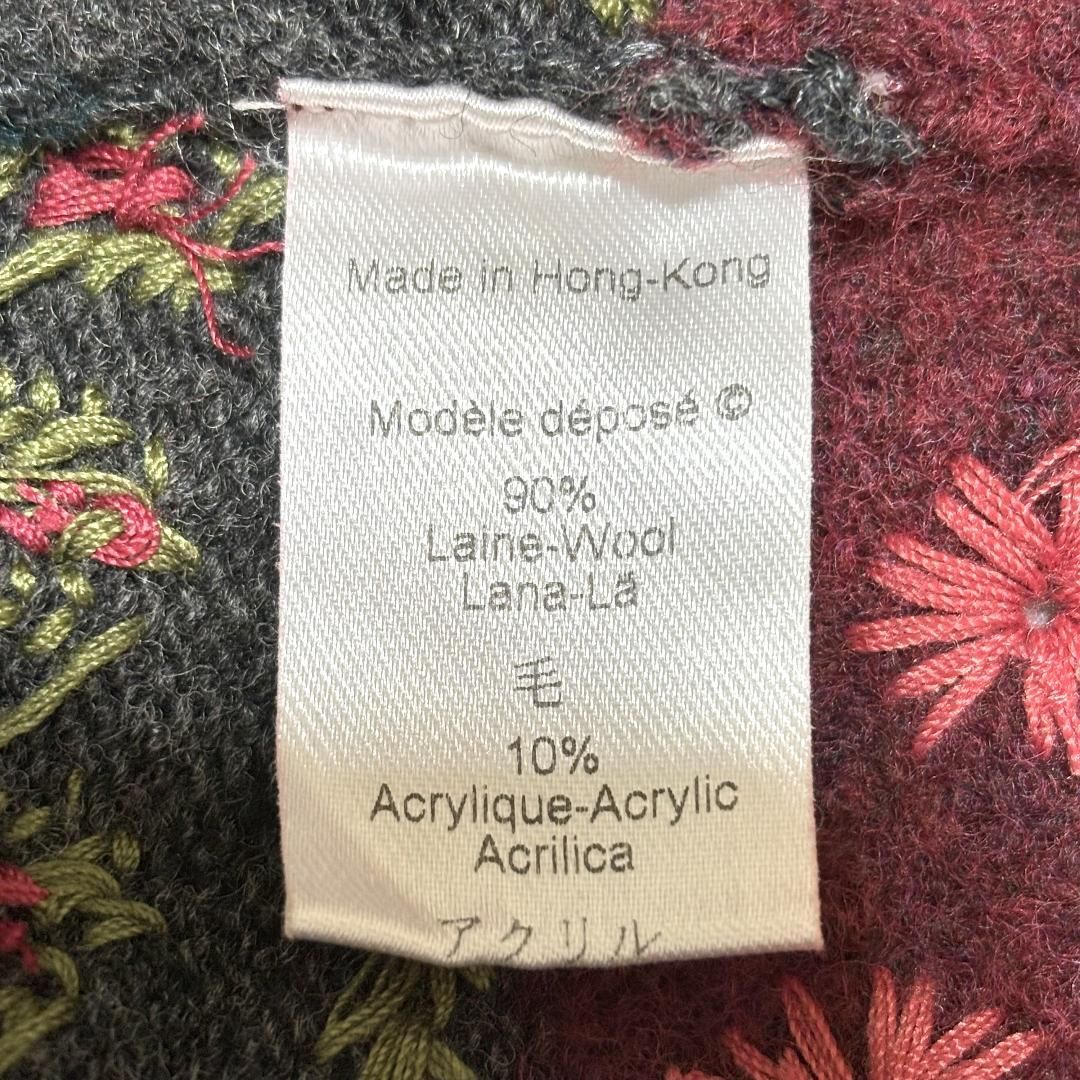 Made in Hong-Kong
Modèle déposé ©
90%
Laine-Wool
Lana-Lä
毛
10%
Acrylique-Acrylic
Acrilica
アクリル